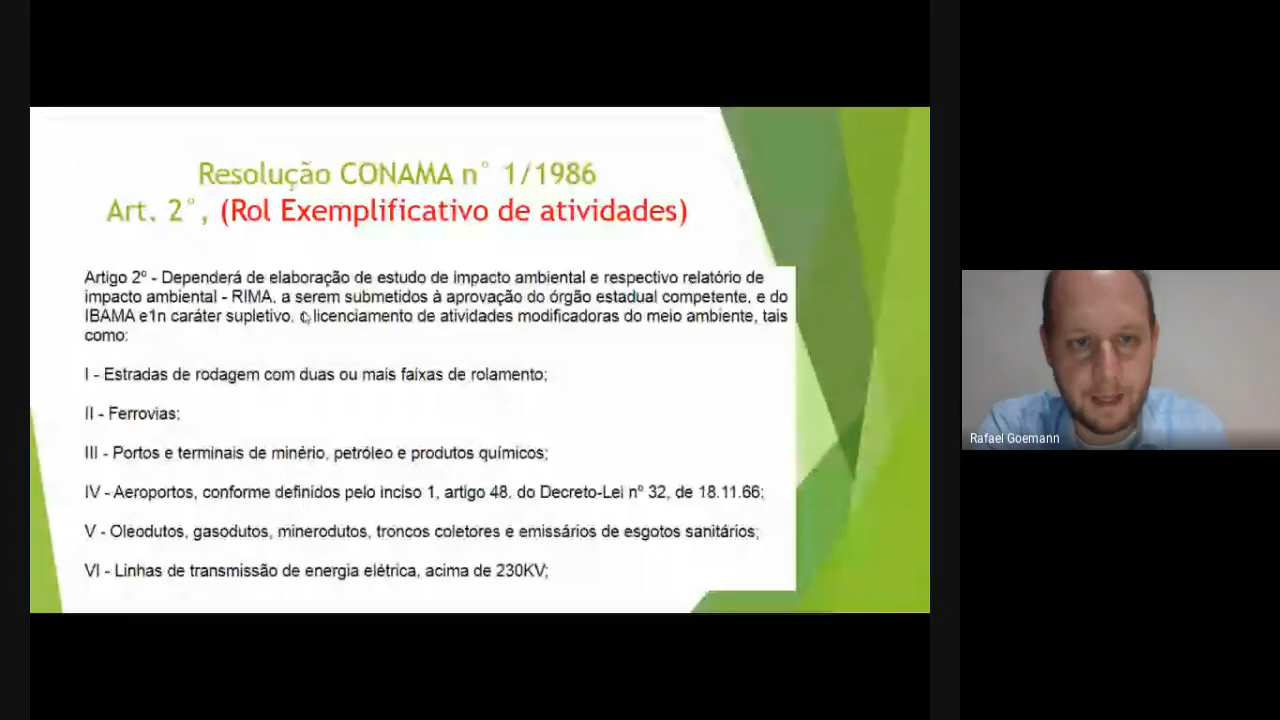 Resolução CONAMA n° 1/1986
Art. 2°, (Rol Exemplificativo de atividades)
Artigo 2º - Dependerá de elaboração de estudo de impacto ambiental e respectivo relatório de
impacto ambiental - RIMA, a serem submetidos à aprovação do órgão estadual competente, e do
IBAMA e1n caráter supletivo, o licenciamento de atividades modificadoras do meio ambiente, tais
como:
I - Estradas de rodagem com duas ou mais faixas de rolamento;
II - Ferrovias;
III - Portos e terminais de minério, petróleo e produtos químicos;
IV - Aeroportos, conforme definidos pelo inciso 1, artigo 48, do Decreto-Lei nº 32, de 18.11.66;
V - Oleodutos, gasodutos, minerodutos, troncos coletores e emissários de esgotos sanitários;
VI - Linhas de transmissão de energia elétrica, acima de 230KV;
Rafael Goemann